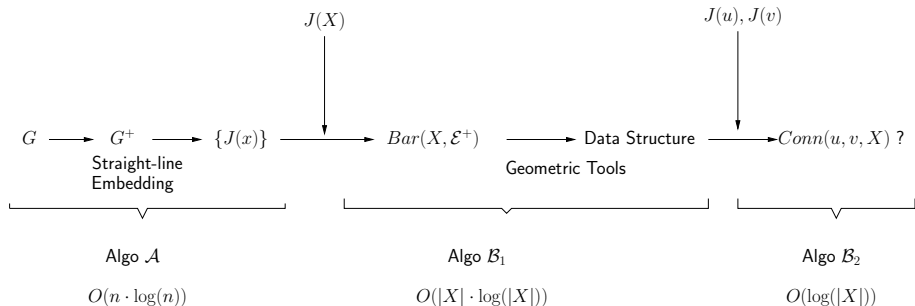 J(X)
J(u), J(v)
G
G⁺
{J(x)}
Bar(X, ℰ⁺)
Data Structure
Conn(u, v, X) ?
Straight-line
Embedding
Geometric Tools
Algo 𝒜
Algo ℬ₁
Algo ℬ₂
O(n · log(n))
O(|X| · log(|X|))
O(log(|X|))